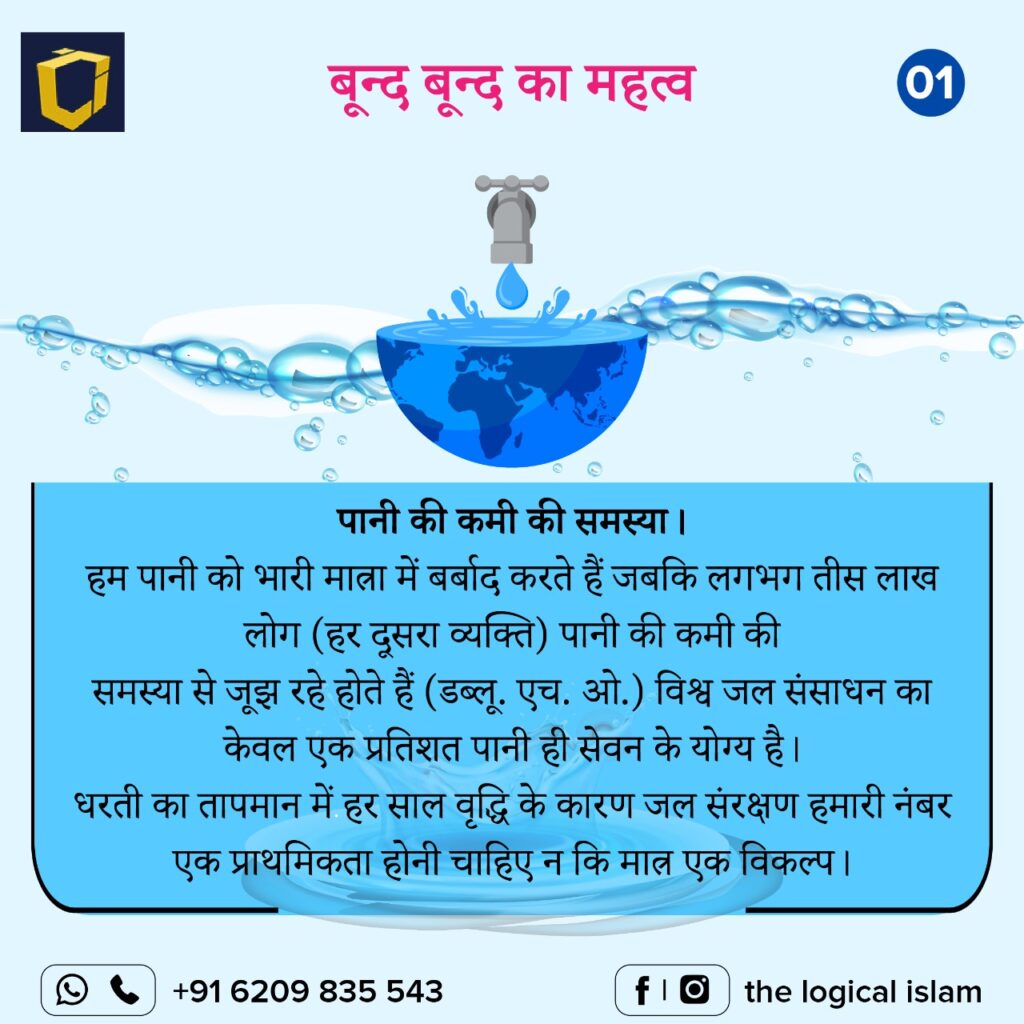 बून्द बून्द का महत्व
01
पानी की कमी की समस्या।
हम पानी को भारी मात्रा में बर्बाद करते हैं जबकि लगभग तीस लाख
लोग (हर दूसरा व्यक्ति) पानी की कमी की
समस्या से जूझ रहे होते हैं (डब्लू. एच. ओ.) विश्व जल संसाधन का
केवल एक प्रतिशत पानी ही सेवन के योग्य है।
धरती का तापमान में हर साल वृद्धि के कारण जल संरक्षण हमारी नंबर
एक प्राथमिकता होनी चाहिए न कि मात्र एक विकल्प।
+91 6209 835 543
the logical islam